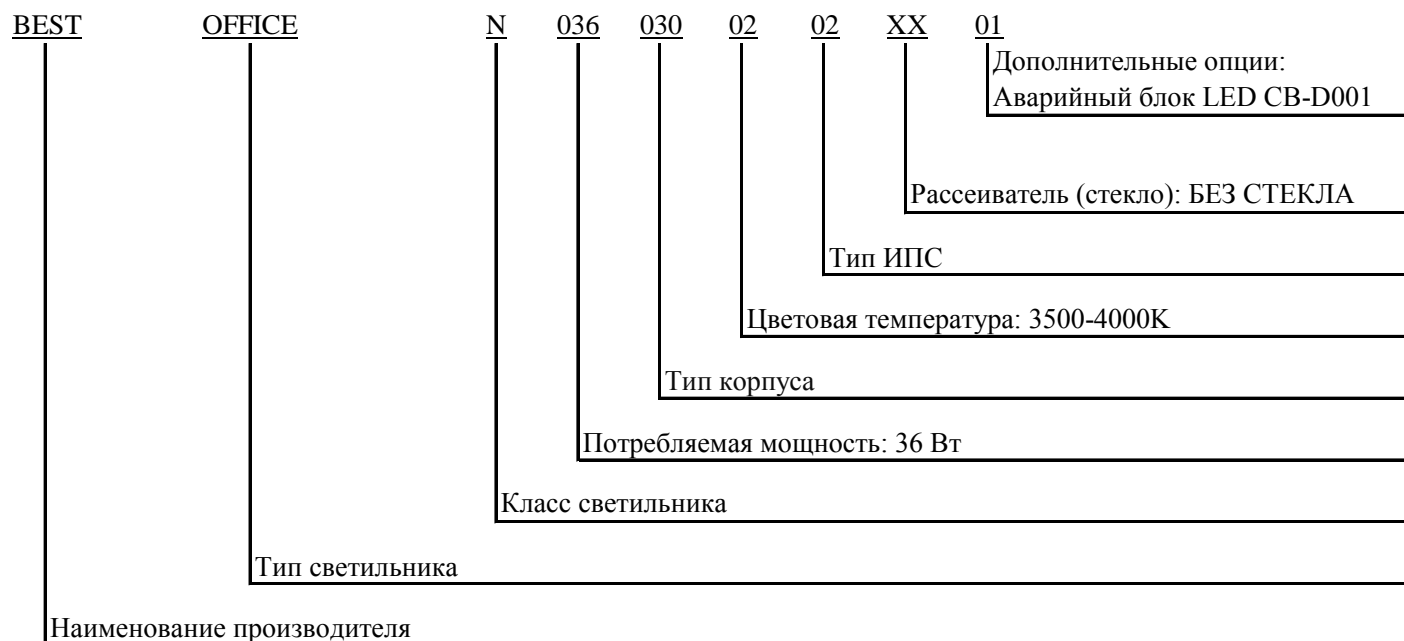 BEST OFFICE N 036 030 02 02 XX 01
Дополнительные опции:
Аварийный блок LED CB-D001
Рассеиватель (стекло): БЕЗ СТЕКЛА
Тип ИПС
Цветовая температура: 3500-4000K
Тип корпуса
Потребляемая мощность: 36 Вт
Класс светильника
Тип светильника
Наименование производителя